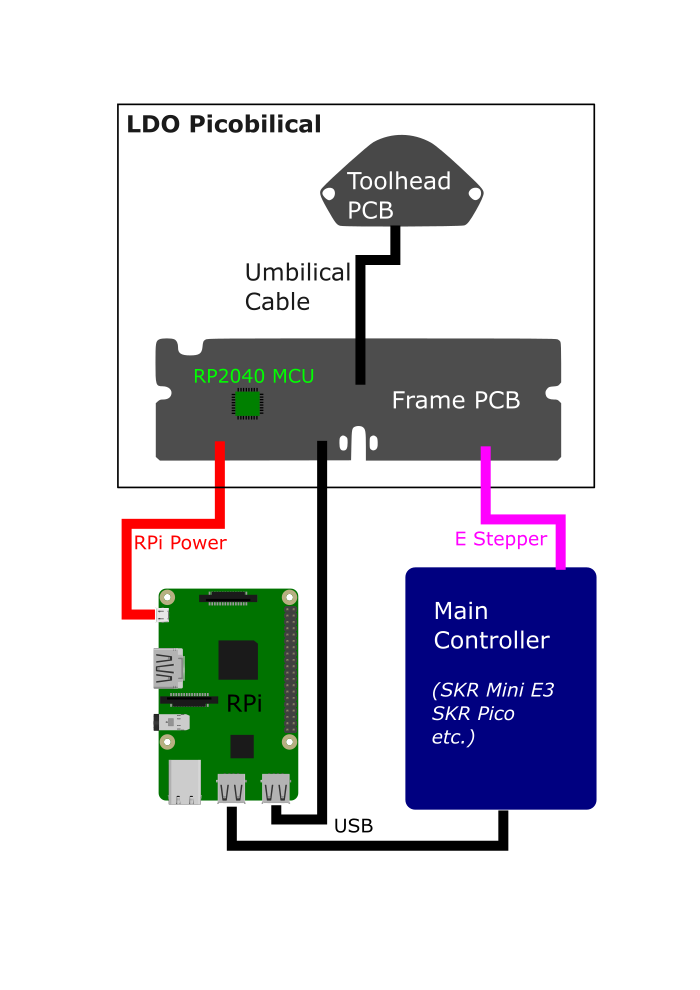 LDO Picobilical
Toolhead
PCB
Umbilical
Cable
RP2040 MCU
Frame PCB
RPi Power
E Stepper
Main
Controller
(SKR Mini E3
SKR Pico
etc.)
RPi
USB